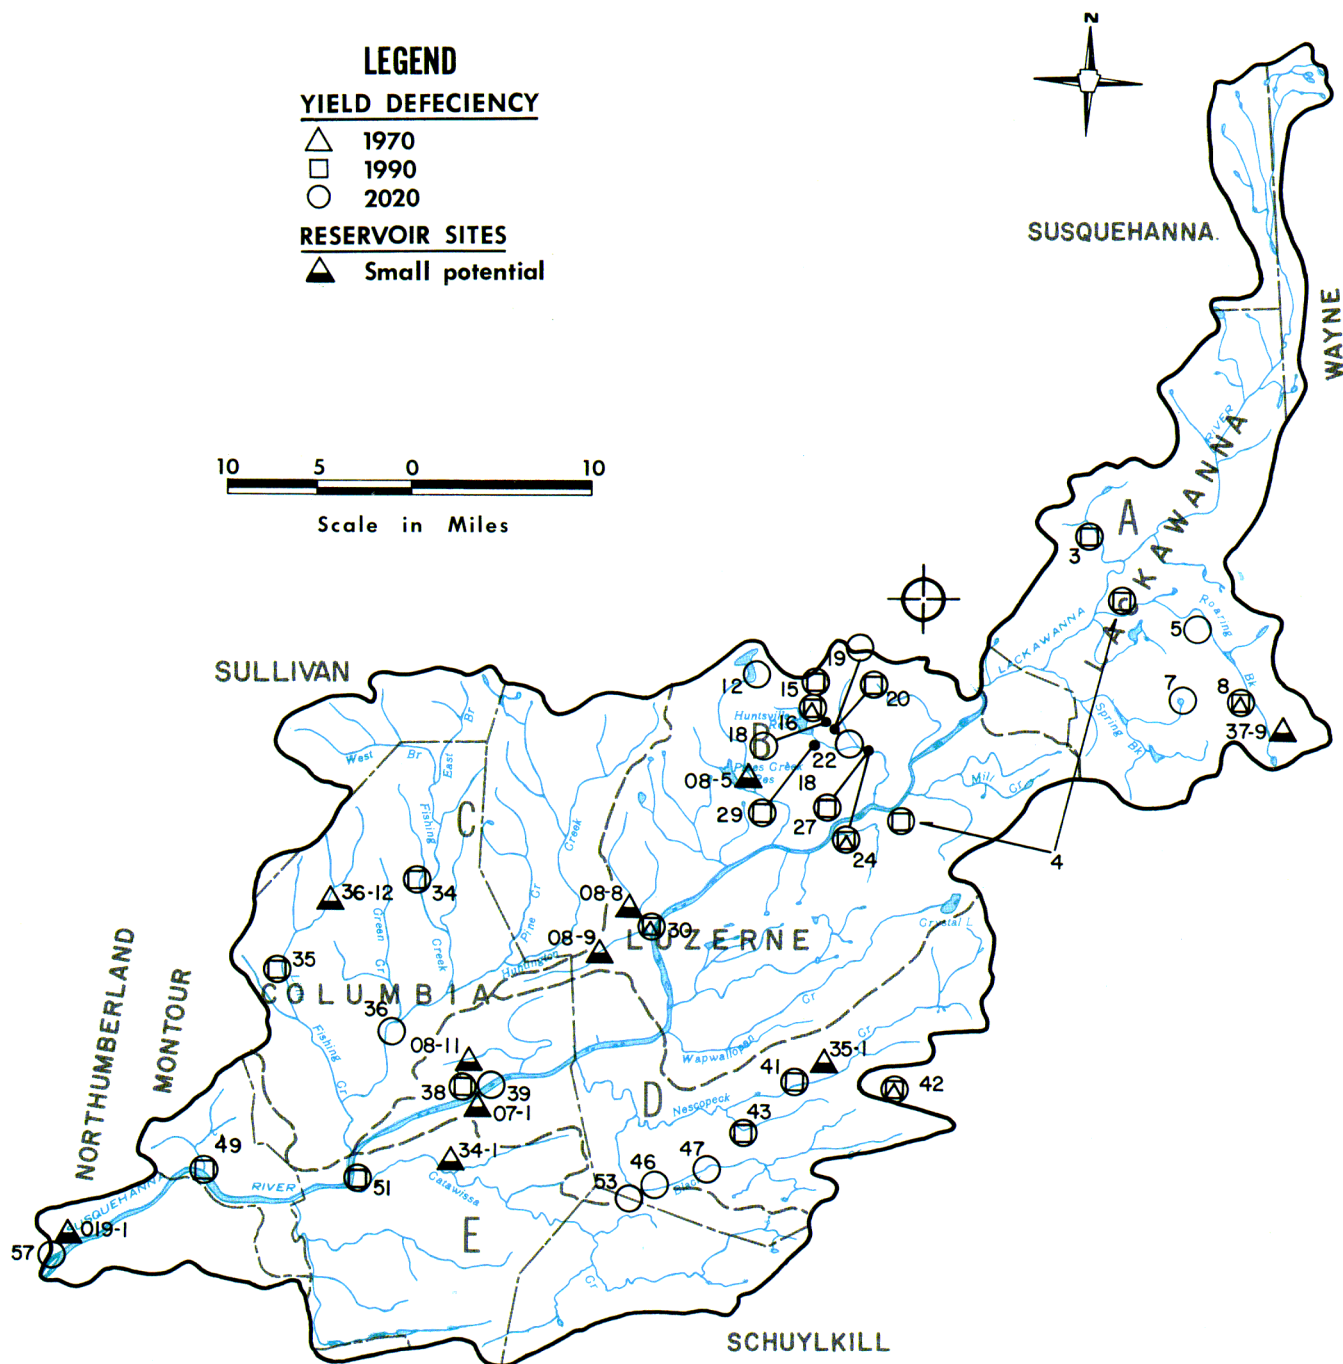 N
LEGEND
YIELD DEFECIENCY
1970
1990
2020
RESERVOIR SITES
Small potential
SUSQUEHANNA.
WAYNE
10 5 0 10
Scale in Miles
RIVER
LACKAWANNA
A
3
LACKAWANNA
Roaring
Bk
5
7
8
37-9
Spring
Bk
SULLIVAN
19
12
15
20
16
Huntsville
18
B
22
08-5
18
29
27
24
4
Mill
Cr
West
Br
East
Br
Fishing
Creek
C
Creek
Pine Cr
36-12
34
Green
Cr
08-8
30
08-9
Huntington
LUZERNE
Crystal L
NORTHUMBERLAND
MONTOUR
35
COLUMBIA
36
Fishing
Cr
08-11
38
39
07-1
Wapwallopan
Cr
35-1
Cr
41
42
D
Nescopeck
43
Cr
47
46
Black
53
34-1
Catawissa
49
51
SUSQUEHANNA
RIVER
019-1
57
E
Cr
SCHUYLKILL